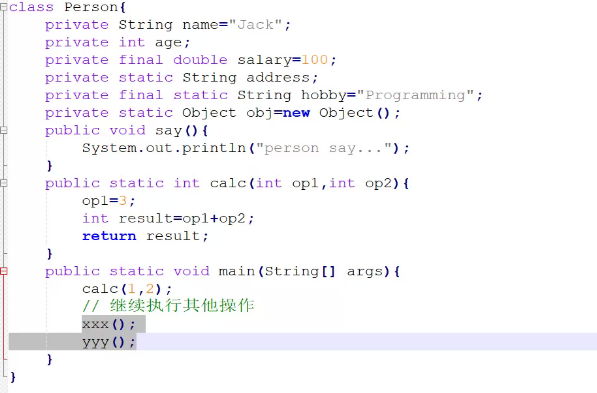 class Person{
    private String name="Jack";
    private int age;
    private final double salary=100;
    private static String address;
    private final static String hobby="Programming";
    private static Object obj=new Object();
    public void say(){
        System.out.println("person say...");
    }
    public static int calc(int op1,int op2){
        op1=3;
        int result=op1+op2;
        return result;
    }
    public static void main(String[] args){
        calc(1,2);
        // 继续执行其他操作
        xxx();
        yyy();
    }
}